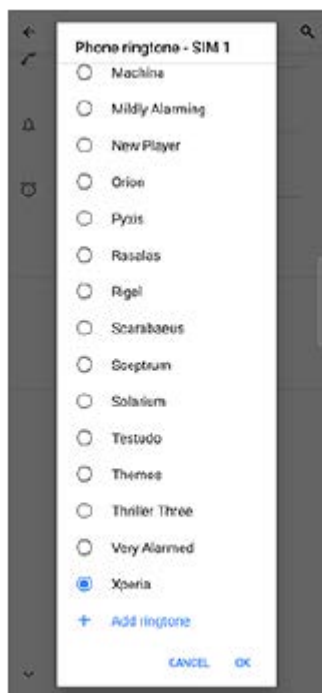 Phone ringtone - SIM 1
Machina
Mildly Alarming
New Player
Orion
Pyxis
Rasalas
Rigel
Scarabaeus
Sceptrum
Solarium
Testudo
Themos
Thriller Three
Very Alarmed
Xperia
+ Add ringtone
CANCEL OK